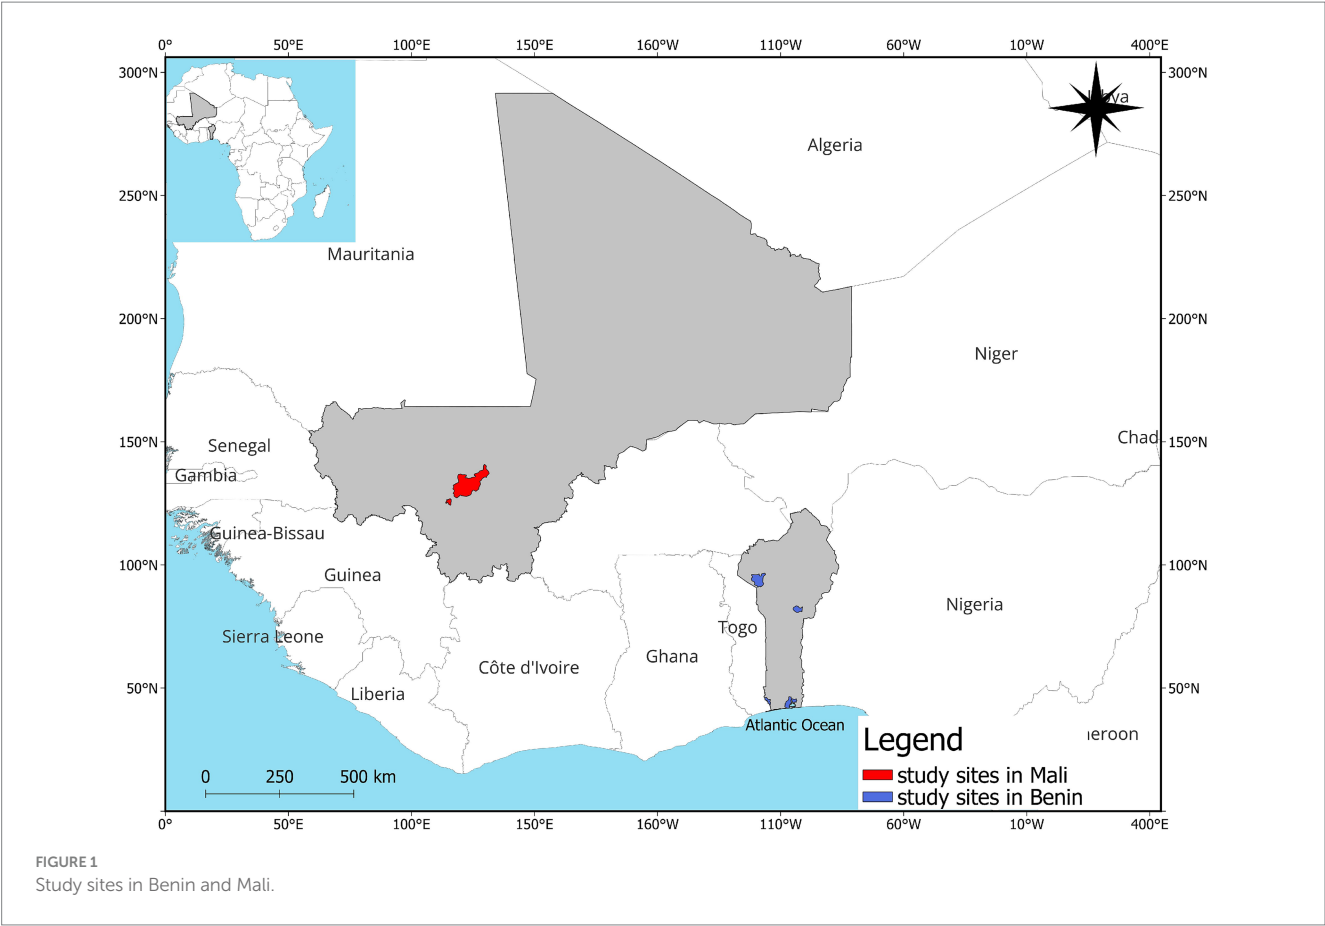 0° 50°E 100°E 150°E 160°W 110°W 60°W 10°W 400°E
300°N 300°N
Algeria
250°N 250°N
Mauritania
200°N 200°N
Niger
Chad
150°N 150°N
Senegal
Gambia
Guinea-Bissau
100°N 100°N
Guinea
Nigeria
Togo
Sierra Leone
Ghana
Côte d'Ivoire
50°N 50°N
Liberia
Atlantic Ocean
eroon
Legend
0 250 500 km
study sites in Mali
study sites in Benin
0° 50°E 100°E 150°E 160°W 110°W 60°W 10°W 400°E
FIGURE 1
Study sites in Benin and Mali.